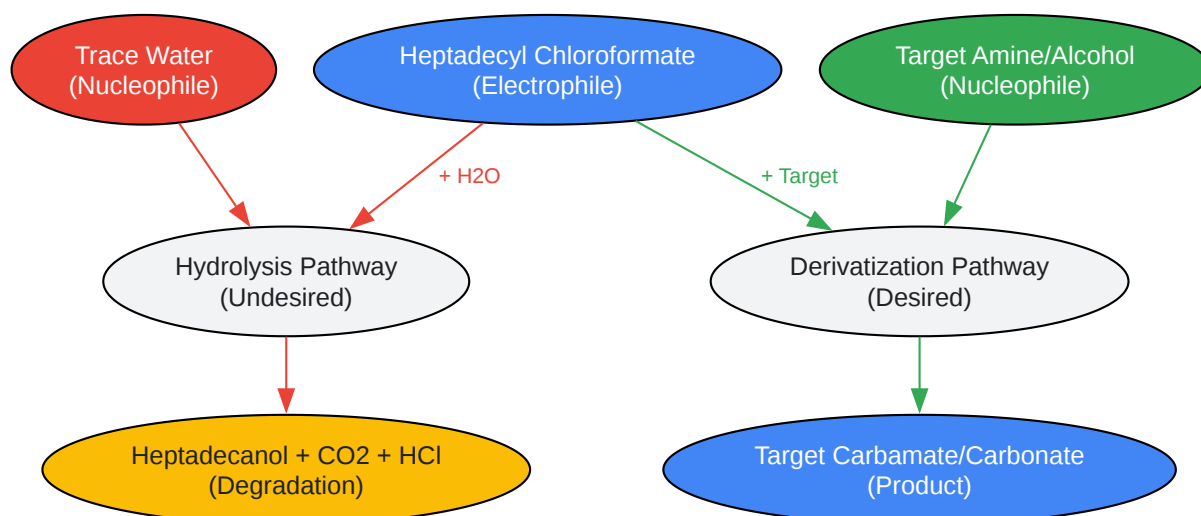 Trace Water
(Nucleophile)
Heptadecyl Chloroformate
(Electrophile)
Target Amine/Alcohol
(Nucleophile)
+ H2O
+ Target
Hydrolysis Pathway
(Undesired)
Derivatization Pathway
(Desired)
Heptadecanol + CO2 + HCl
(Degradation)
Target Carbamate/Carbonate
(Product)